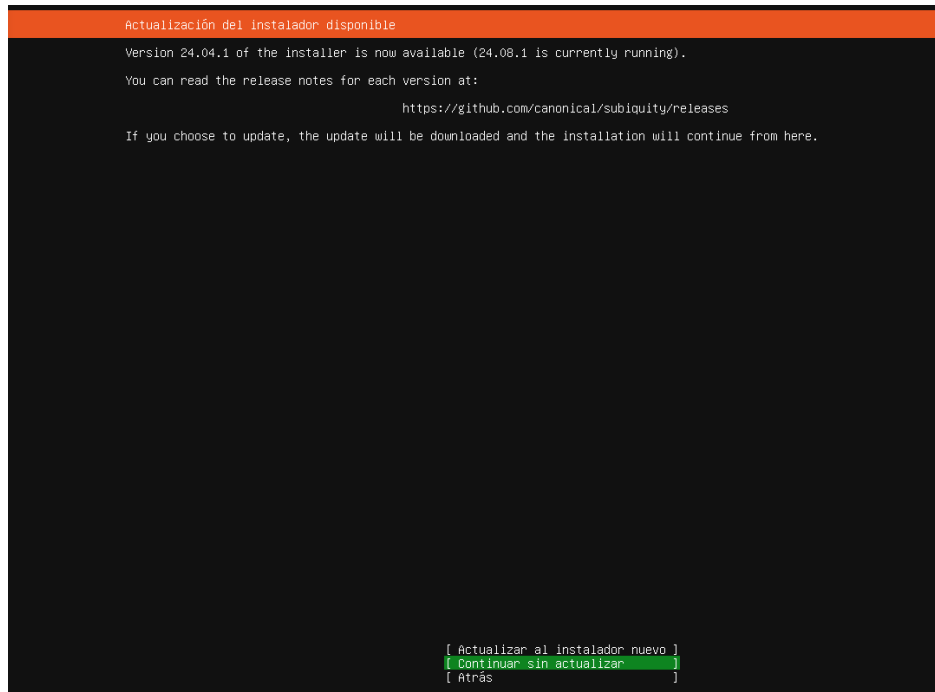 Actualización del instalador disponible
Version 24.04.1 of the installer is now available (24.08.1 is currently running).
You can read the release notes for each version at:
https://github.com/canonical/subiquity/releases
If you choose to update, the update will be downloaded and the installation will continue from here.
[ Actualizar al instalador nuevo ]
[ Continuar sin actualizar ]
[ Atrás ]